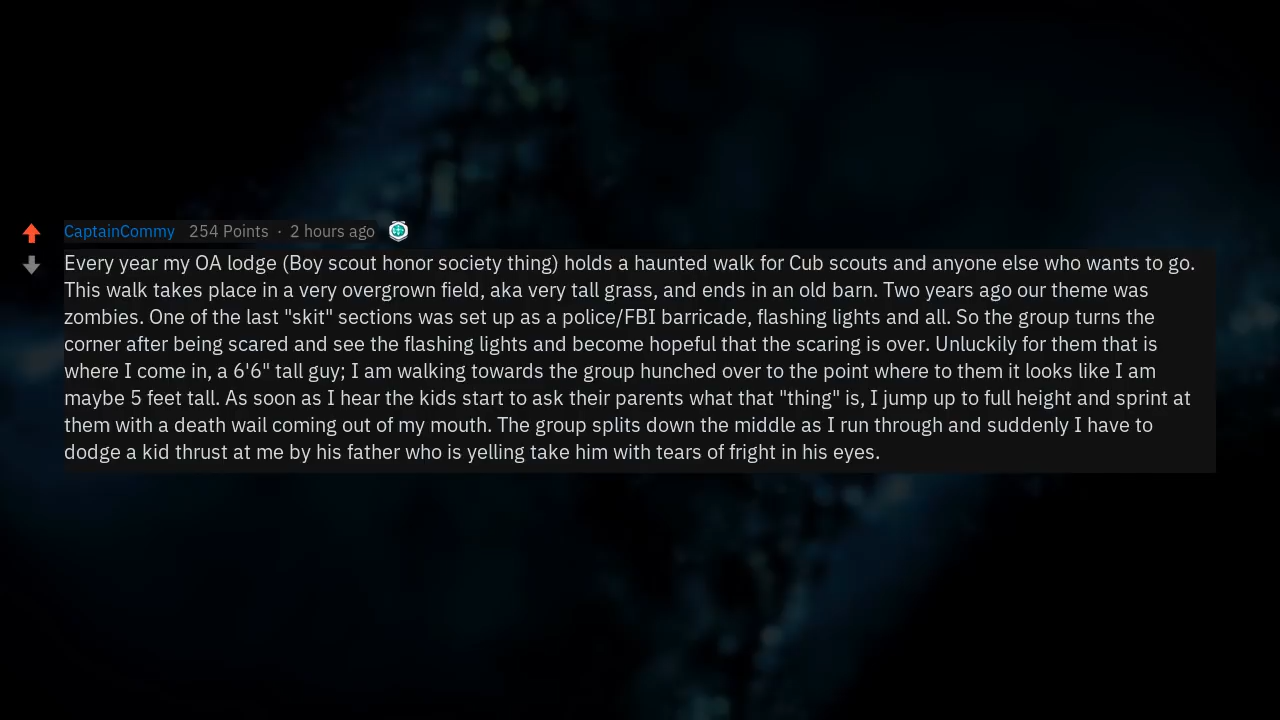 CaptainCommy 254 Points · 2 hours ago
Every year my OA lodge (Boy scout honor society thing) holds a haunted walk for Cub scouts and anyone else who wants to go.
This walk takes place in a very overgrown field, aka very tall grass, and ends in an old barn. Two years ago our theme was
zombies. One of the last "skit" sections was set up as a police/FBI barricade, flashing lights and all. So the group turns the
corner after being scared and see the flashing lights and become hopeful that the scaring is over. Unluckily for them that is
where I come in, a 6'6" tall guy; I am walking towards the group hunched over to the point where to them it looks like I am
maybe 5 feet tall. As soon as I hear the kids start to ask their parents what that "thing" is, I jump up to full height and sprint at
them with a death wail coming out of my mouth. The group splits down the middle as I run through and suddenly I have to
dodge a kid thrust at me by his father who is yelling take him with tears of fright in his eyes.